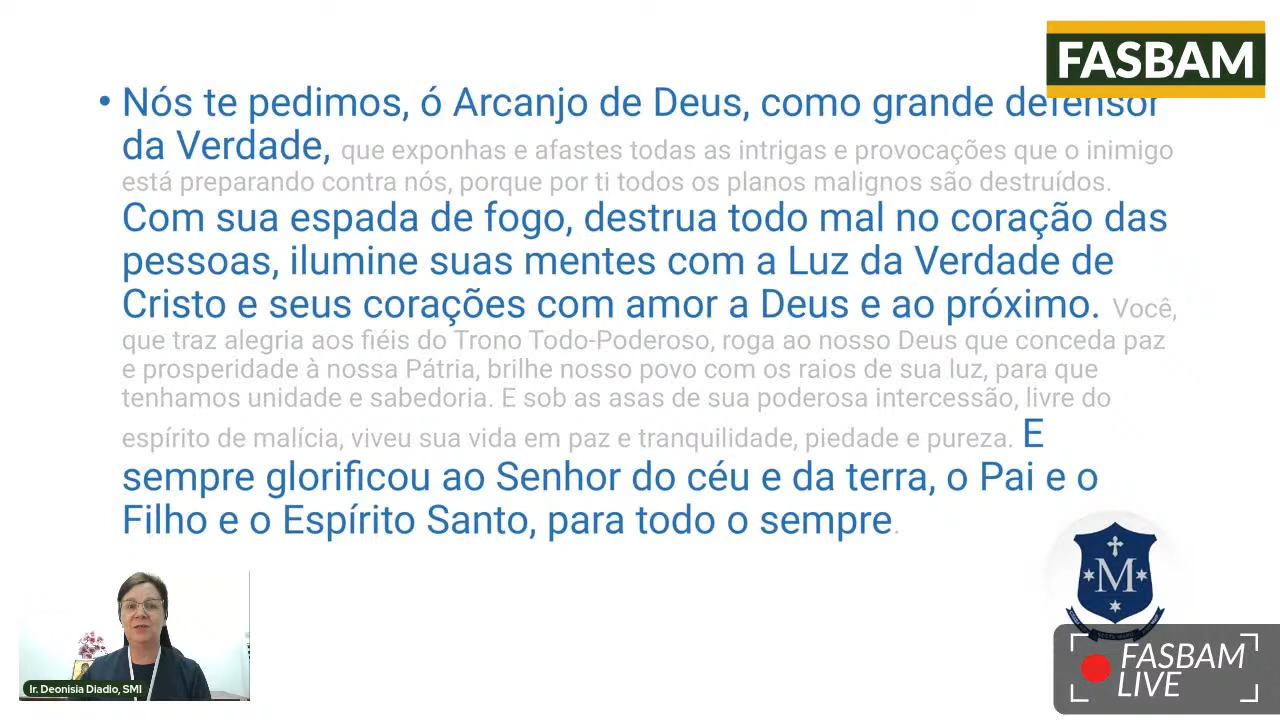 FASBAM
• Nós te pedimos, ó Arcanjo de Deus, como grande defensor
da Verdade, que exponhas e afastes todas as intrigas e provocações que o inimigo
está preparando contra nós, porque por ti todos os planos malignos são destruídos.
Com sua espada de fogo, destrua todo mal no coração das
pessoas, ilumine suas mentes com a Luz da Verdade de
Cristo e seus corações com amor a Deus e ao próximo. Você,
que traz alegria aos fiéis do Trono Todo-Poderoso, roga ao nosso Deus que conceda paz
e prosperidade à nossa Pátria, brilhe nosso povo com os raios de sua luz, para que
tenhamos unidade e sabedoria. E sob as asas de sua poderosa intercessão, livre do
espírito de malícia, viveu sua vida em paz e tranquilidade, piedade e pureza. E
sempre glorificou ao Senhor do céu e da terra, o Pai e o
Filho e o Espírito Santo, para todo o sempre.
M
Ir. Deonisia Diadio, SMI
FASBAM
LIVE